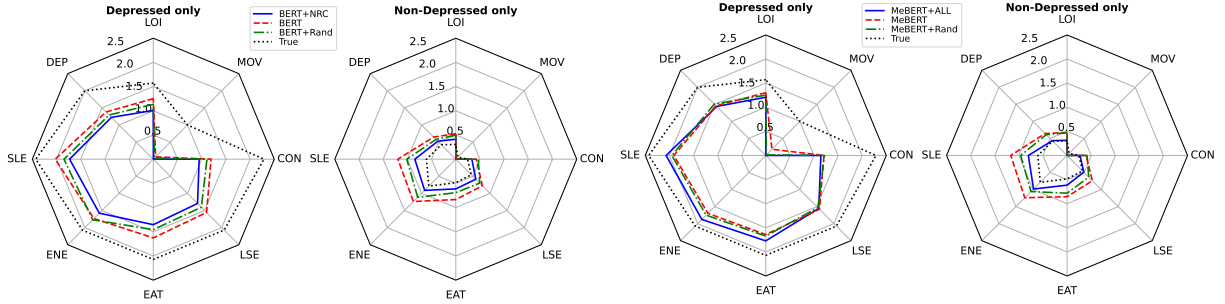 Depressed only
LOI
BERT+NRC
BERT
BERT+Rand
True
2.5
2.0
1.5
1.0
0.5
DEP
MOV
SLE
CON
ENE
LSE
EAT
Non-Depressed only
LOI
2.5
2.0
1.5
1.0
0.5
DEP
MOV
SLE
CON
ENE
LSE
EAT
Depressed only
LOI
MeBERT+ALL
MeBERT
MeBERT+Rand
True
2.5
2.0
1.5
1.0
0.5
DEP
MOV
SLE
CON
ENE
LSE
EAT
Non-Depressed only
LOI
2.5
2.0
1.5
1.0
0.5
DEP
MOV
SLE
CON
ENE
LSE
EAT